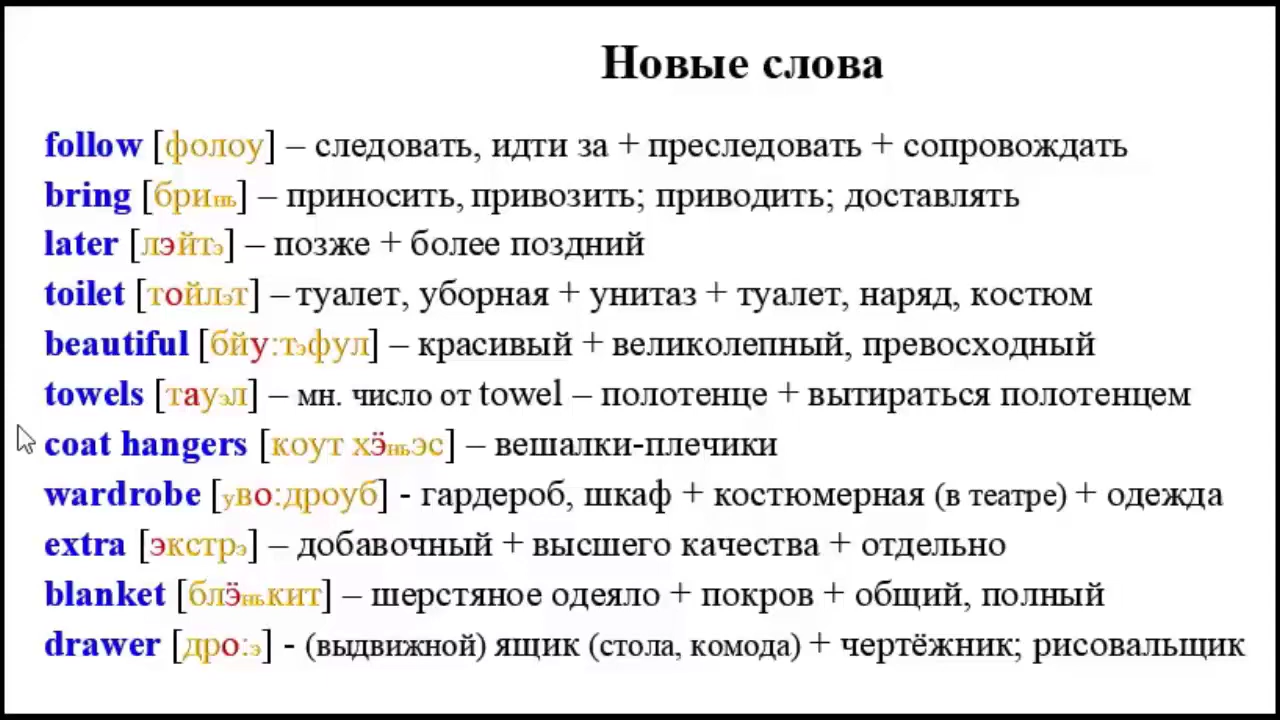 Новые слова
follow [фолоу] – следовать, идти за + преследовать + сопровождать
bring [бринь] – приносить, привозить; приводить; доставлять
later [лэйтэ] – позже + более поздний
toilet [тойлэт] – туалет, уборная + унитаз + туалет, наряд, костюм
beautiful [бйу:тэфул] – красивый + великолепный, превосходный
towels [тауэл] – мн. число от towel – полотенце + вытираться полотенцем
coat hangers [коут хӭньэс] – вешалки-плечики
wardrobe [уво:дроуб] - гардероб, шкаф + костюмерная (в театре) + одежда
extra [экстрэ] – добавочный + высшего качества + отдельно
blanket [блӭнькит] – шерстяное одеяло + покров + общий, полный
drawer [дро:э] - (выдвижной) ящик (стола, комода) + чертёжник; рисовальщик